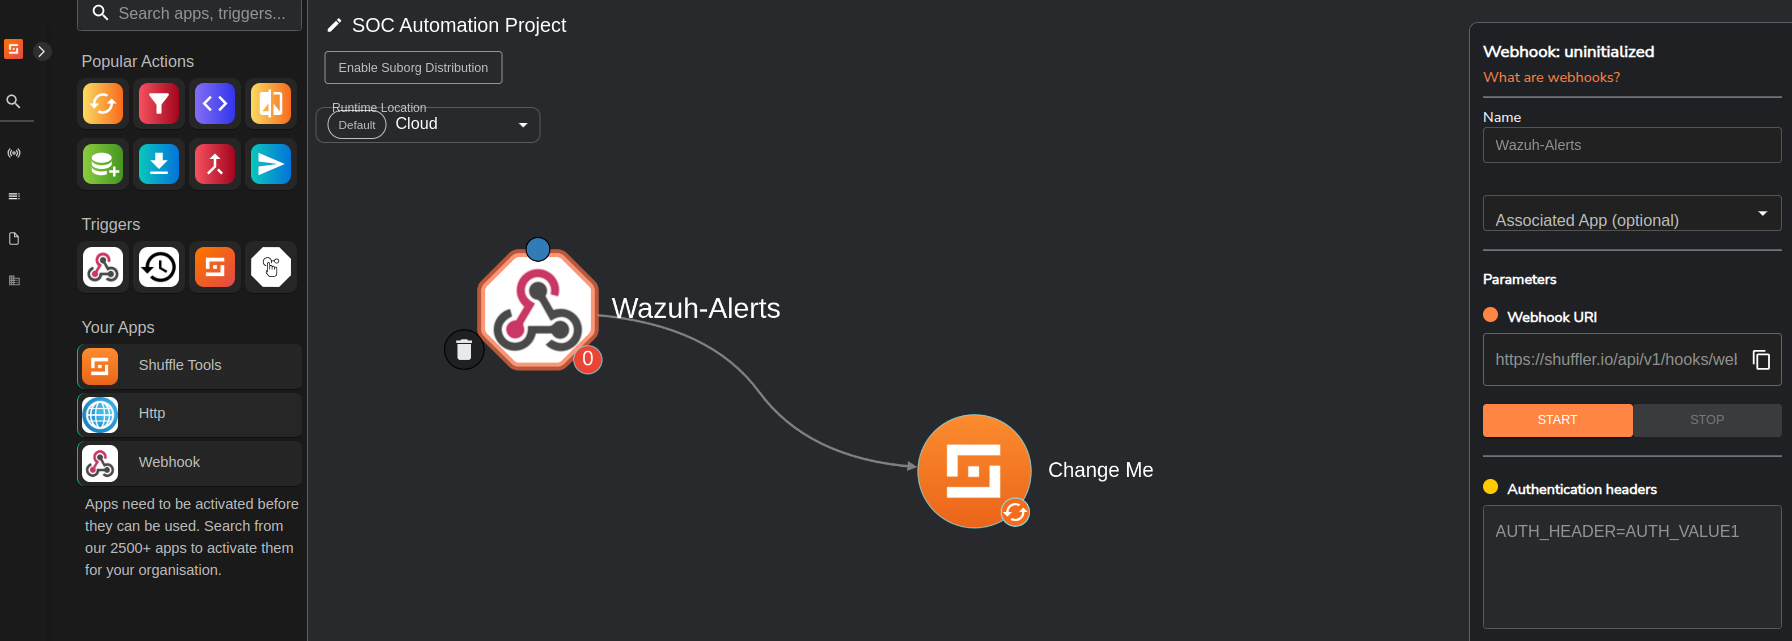 Search apps, triggers...
Popular Actions
Triggers
Your Apps
Shuffle Tools
Http
Webhook
Apps need to be activated before
they can be used. Search from
our 2500+ apps to activate them
for your organisation.
SOC Automation Project
Enable Suborg Distribution
Runtime Location
Default Cloud
Wazuh-Alerts
0
Change Me
Webhook: uninitialized
What are webhooks?
Name
Wazuh-Alerts
Associated App (optional)
Parameters
Webhook URI
https://shuffler.io/api/v1/hooks/wel
START
STOP
Authentication headers
AUTH_HEADER=AUTH_VALUE1